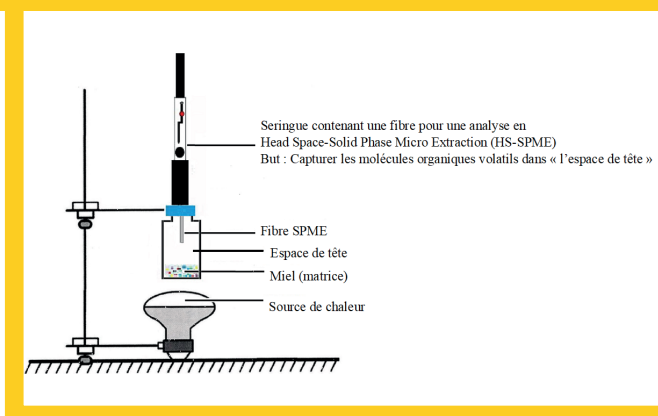 Seringue contenant une fibre pour une analyse en
Head Space-Solid Phase Micro Extraction (HS-SPME)
But : Capturer les molécules organiques volatils dans « l’espace de tête »
Fibre SPME
Espace de tête
Miel (matrice)
Source de chaleur